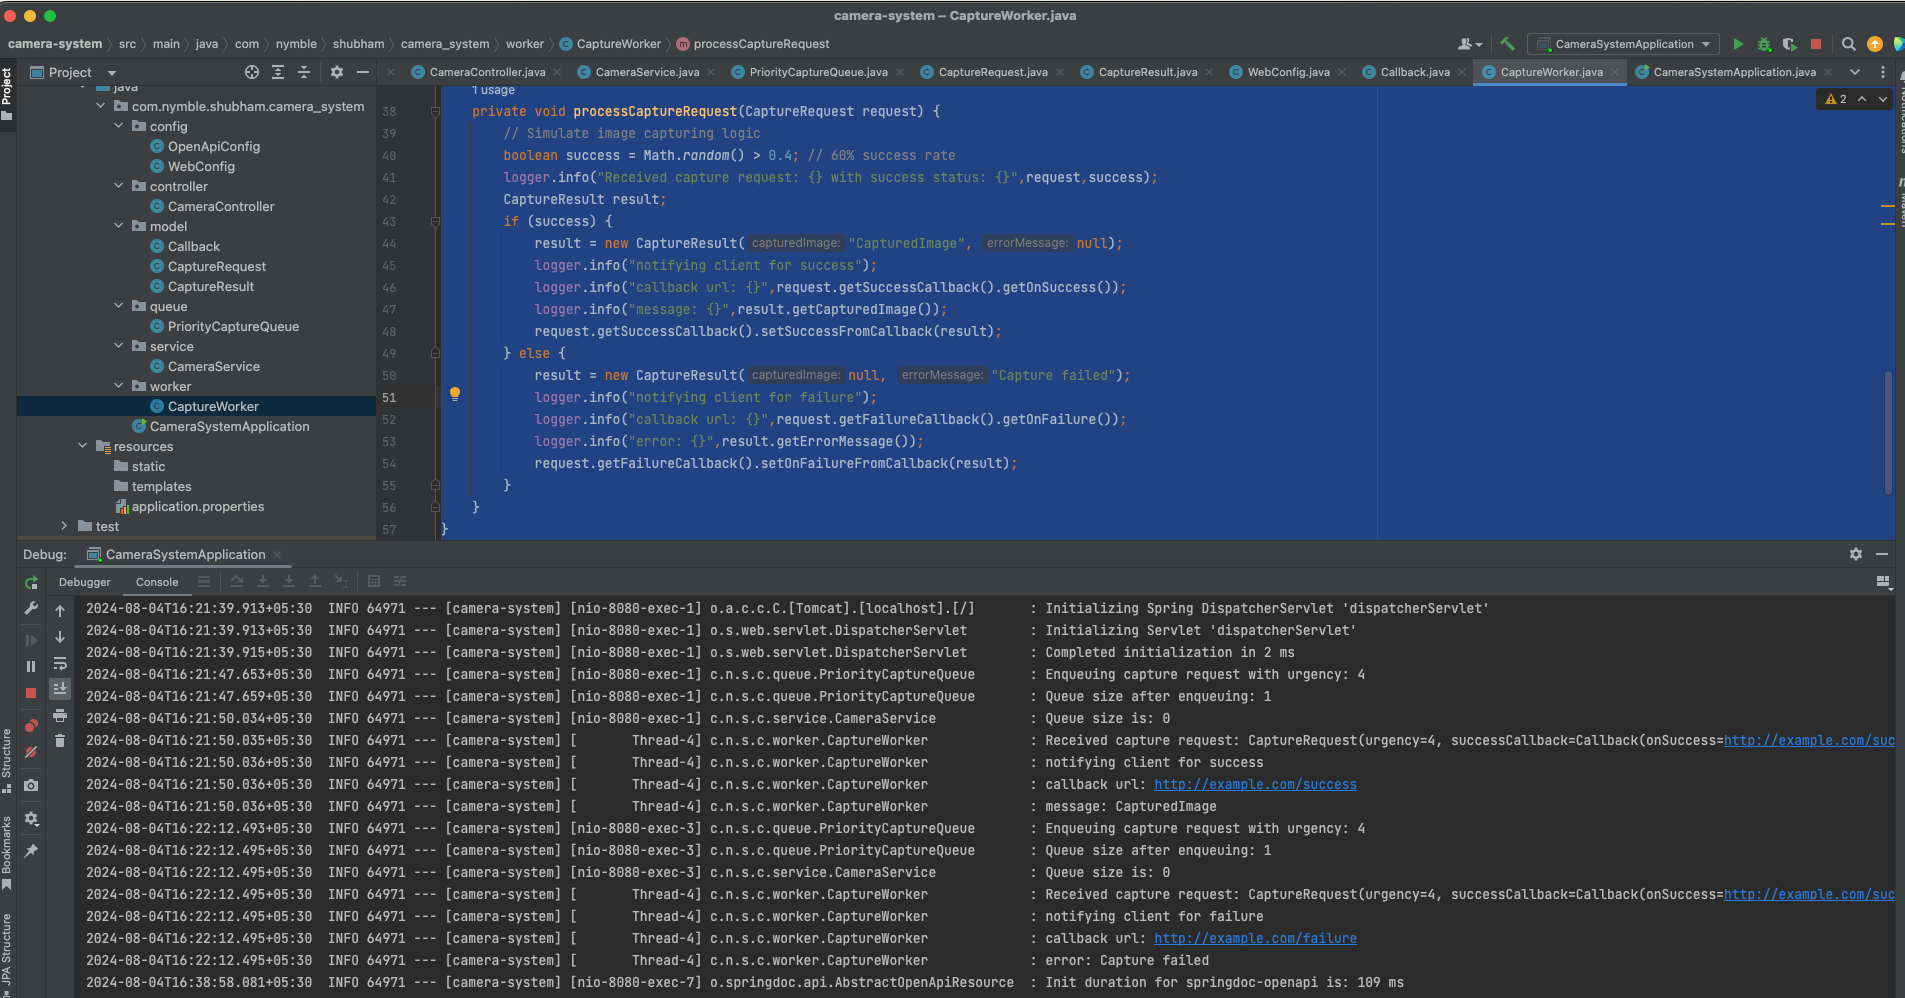 camera-system – CaptureWorker.java
camera-system src main java com nymble shubham camera_system worker CaptureWorker processCaptureRequest
CameraSystemApplication
Project
CameraController.java CameraService.java PriorityCaptureQueue.java CaptureRequest.java CaptureResult.java WebConfig.java Callback.java CaptureWorker.java CameraSystemApplication.java
Project
java
com.nymble.shubham.camera_system
config
OpenApiConfig
WebConfig
controller
CameraController
model
Callback
CaptureRequest
CaptureResult
queue
PriorityCaptureQueue
service
CameraService
worker
CaptureWorker
CameraSystemApplication
resources
static
templates
application.properties
test
1 usage
2
38 private void processCaptureRequest(CaptureRequest request) {
39 // Simulate image capturing logic
40 boolean success = Math.random() > 0.4; // 60% success rate
41 logger.info("Received capture request: {} with success status: {}",request,success);
42 CaptureResult result;
43 if (success) {
44 result = new CaptureResult( capturedImage: "CapturedImage", errorMessage: null);
45 logger.info("notifying client for success");
46 logger.info("callback url: {}",request.getSuccessCallback().getOnSuccess());
47 logger.info("message: {}",result.getCapturedImage());
48 request.getSuccessCallback().setSuccessFromCallback(result);
49 } else {
50 result = new CaptureResult( capturedImage: null, errorMessage: "Capture failed");
51 logger.info("notifying client for failure");
52 logger.info("callback url: {}",request.getFailureCallback().getOnFailure());
53 logger.info("error: {}",result.getErrorMessage());
54 request.getFailureCallback().setOnFailureFromCallback(result);
55 }
56 }
57 }
Debug: CameraSystemApplication
Debugger Console
2024-08-04T16:21:39.913+05:30 INFO 64971 --- [camera-system] [nio-8080-exec-1] o.a.c.c.C.[Tomcat].[localhost].[/] : Initializing Spring DispatcherServlet 'dispatcherServlet'
2024-08-04T16:21:39.913+05:30 INFO 64971 --- [camera-system] [nio-8080-exec-1] o.s.web.servlet.DispatcherServlet : Initializing Servlet 'dispatcherServlet'
2024-08-04T16:21:39.915+05:30 INFO 64971 --- [camera-system] [nio-8080-exec-1] o.s.web.servlet.DispatcherServlet : Completed initialization in 2 ms
2024-08-04T16:21:47.653+05:30 INFO 64971 --- [camera-system] [nio-8080-exec-1] c.n.s.c.queue.PriorityCaptureQueue : Enqueuing capture request with urgency: 4
2024-08-04T16:21:47.659+05:30 INFO 64971 --- [camera-system] [nio-8080-exec-1] c.n.s.c.queue.PriorityCaptureQueue : Queue size after enqueuing: 1
2024-08-04T16:21:50.034+05:30 INFO 64971 --- [camera-system] [nio-8080-exec-1] c.n.s.c.service.CameraService : Queue size is: 0
2024-08-04T16:21:50.035+05:30 INFO 64971 --- [camera-system] [ Thread-4] c.n.s.c.worker.CaptureWorker : Received capture request: CaptureRequest(urgency=4, successCallback=Callback(onSuccess=http://example.com/suc
2024-08-04T16:21:50.036+05:30 INFO 64971 --- [camera-system] [ Thread-4] c.n.s.c.worker.CaptureWorker : notifying client for success
2024-08-04T16:21:50.036+05:30 INFO 64971 --- [camera-system] [ Thread-4] c.n.s.c.worker.CaptureWorker : callback url: http://example.com/success
2024-08-04T16:21:50.036+05:30 INFO 64971 --- [camera-system] [ Thread-4] c.n.s.c.worker.CaptureWorker : message: CapturedImage
2024-08-04T16:22:12.493+05:30 INFO 64971 --- [camera-system] [nio-8080-exec-3] c.n.s.c.queue.PriorityCaptureQueue : Enqueuing capture request with urgency: 4
2024-08-04T16:22:12.495+05:30 INFO 64971 --- [camera-system] [nio-8080-exec-3] c.n.s.c.queue.PriorityCaptureQueue : Queue size after enqueuing: 1
2024-08-04T16:22:12.495+05:30 INFO 64971 --- [camera-system] [nio-8080-exec-3] c.n.s.c.service.CameraService : Queue size is: 0
2024-08-04T16:22:12.495+05:30 INFO 64971 --- [camera-system] [ Thread-4] c.n.s.c.worker.CaptureWorker : Received capture request: CaptureRequest(urgency=4, successCallback=Callback(onSuccess=http://example.com/suc
2024-08-04T16:22:12.495+05:30 INFO 64971 --- [camera-system] [ Thread-4] c.n.s.c.worker.CaptureWorker : notifying client for failure
2024-08-04T16:22:12.495+05:30 INFO 64971 --- [camera-system] [ Thread-4] c.n.s.c.worker.CaptureWorker : callback url: http://example.com/failure
2024-08-04T16:22:12.495+05:30 INFO 64971 --- [camera-system] [ Thread-4] c.n.s.c.worker.CaptureWorker : error: Capture failed
2024-08-04T16:38:58.081+05:30 INFO 64971 --- [camera-system] [nio-8080-exec-7] o.springdoc.api.AbstractOpenApiResource : Init duration for springdoc-openapi is: 109 ms
Structure
Bookmarks
JPA Structure